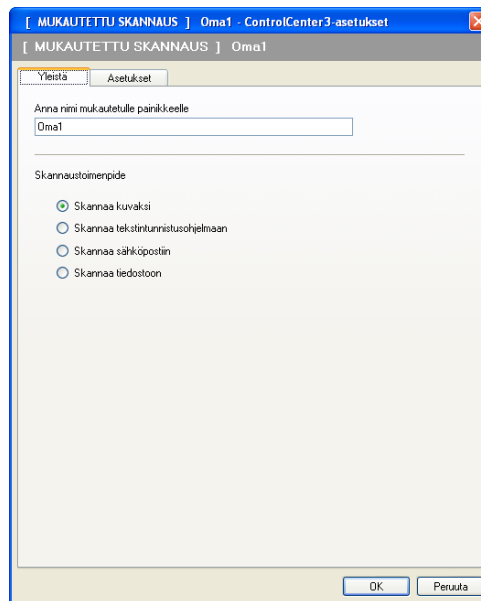 [ MUKAUTETTU SKANNAUS ] Oma1 - ControlCenter3-asetukset
[ MUKAUTETTU SKANNAUS ] Oma1
Yleistä
Asetukset
Anna nimi mukautetulle painikkeelle
Oma1
Skannaustoimenpide
Skannaa kuvaksi
Skannaa tekstintunnistusohjelmaan
Skannaa sähköpostiin
Skannaa tiedostoon
OK
Peruuta